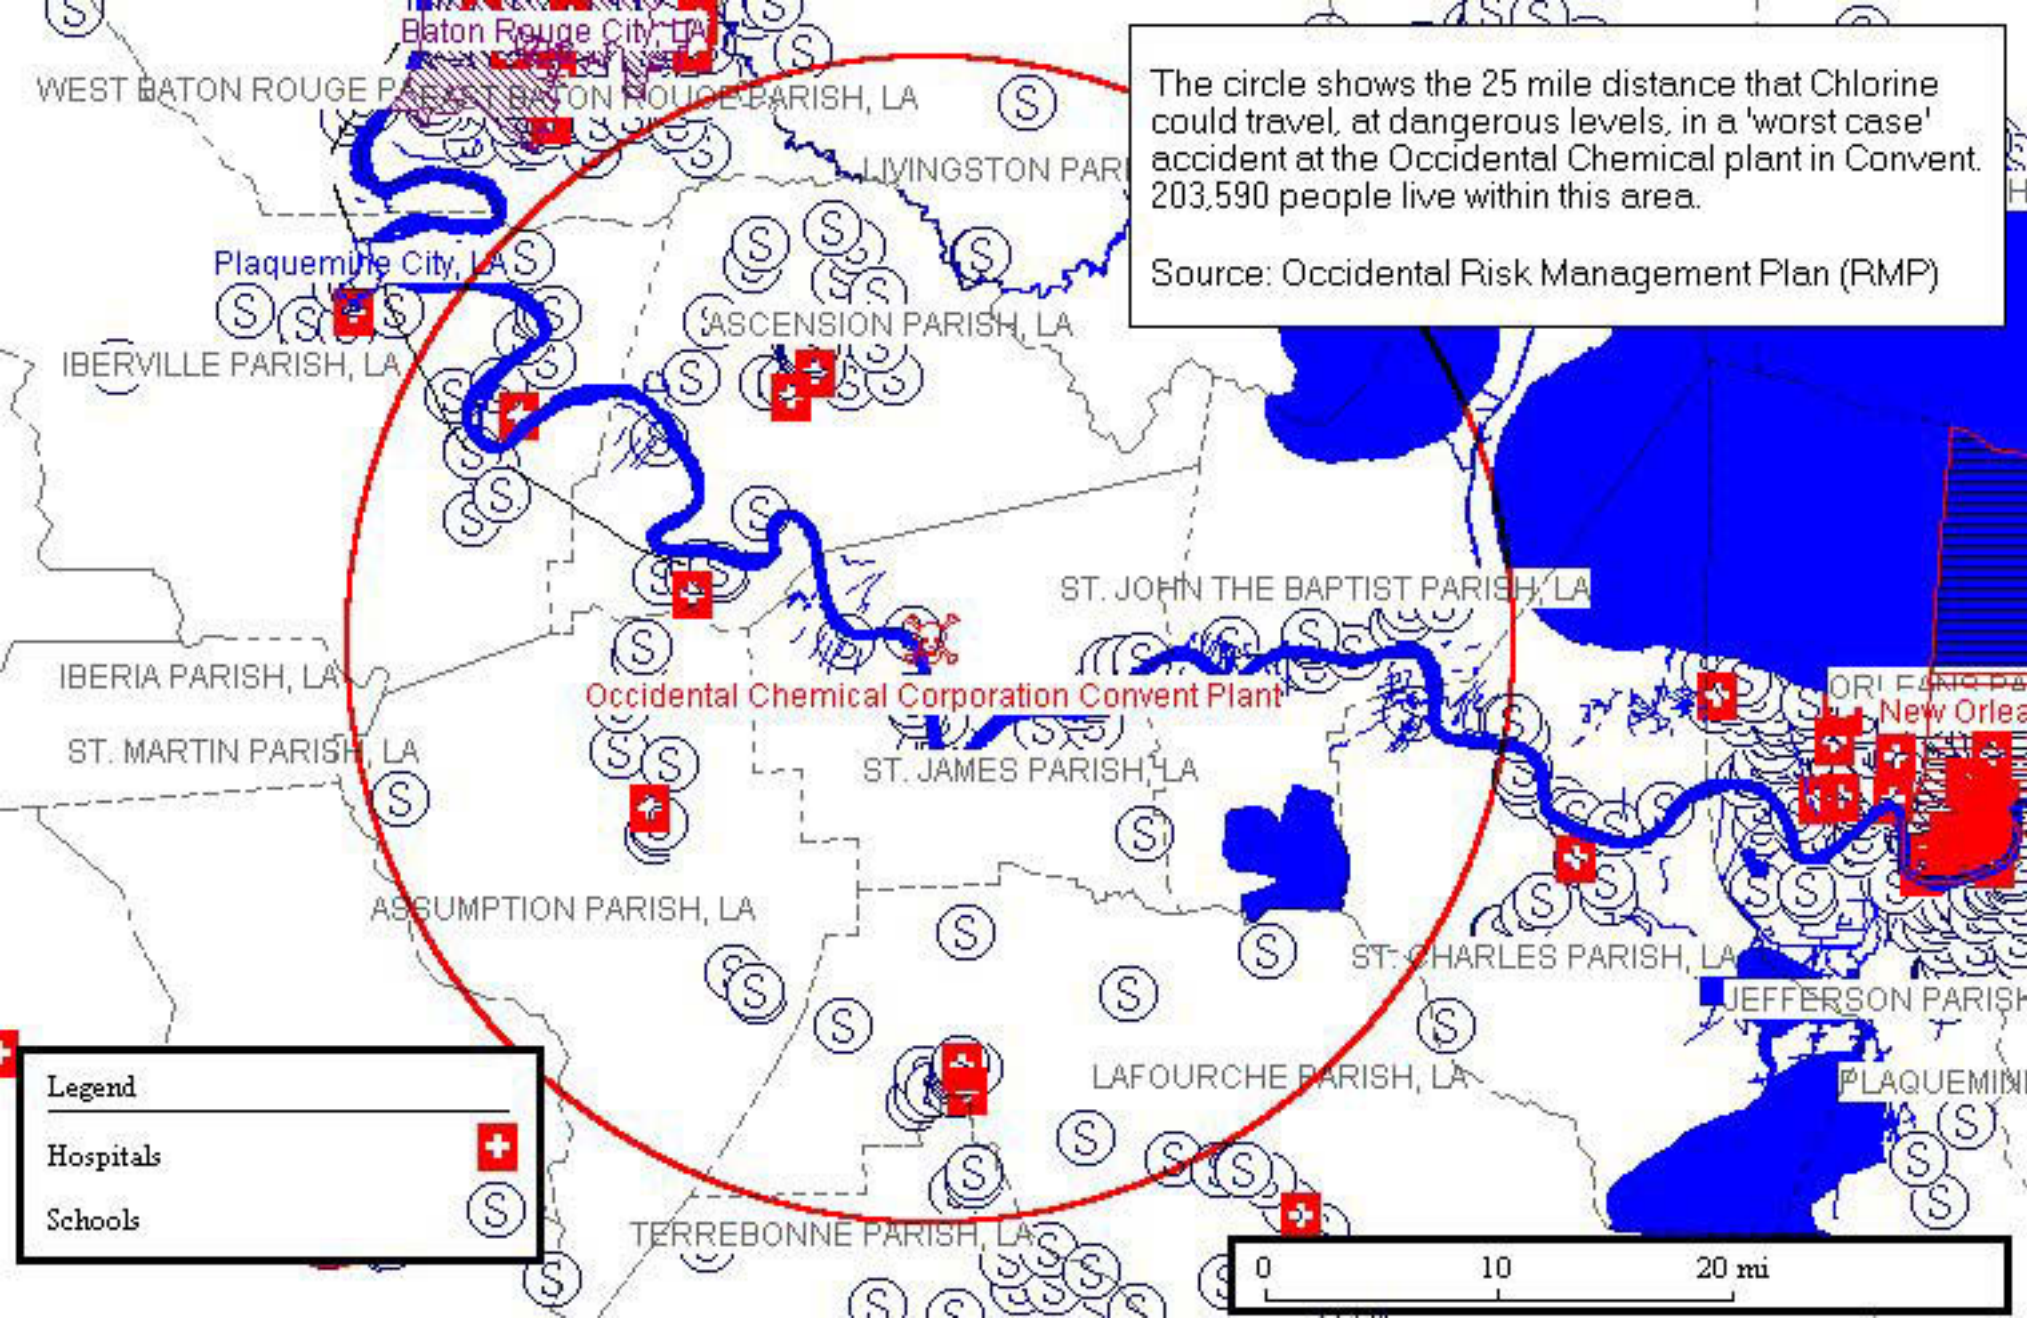 Baton Rouge City, LA
WEST BATON ROUGE
EAST BATON ROUGE PARISH, LA
The circle shows the 25 mile distance that Chlorine
could travel, at dangerous levels, in a 'worst case'
accident at the Occidental Chemical plant in Convent.
203,590 people live within this area.
Source: Occidental Risk Management Plan (RMP)
LIVINGSTON PARI
Plaquemine City, LA
ASCENSION PARISH, LA
IBERVILLE PARISH, LA
ST. JOHN THE BAPTIST PARISH, LA
IBERIA PARISH, LA
Occidental Chemical Corporation Convent Plant
ORLEANS PA
New Orlea
ST. MARTIN PARISH, LA
ST. JAMES PARISH, LA
ASSUMPTION PARISH, LA
ST. CHARLES PARISH, LA
JEFFERSON PARISH
LAFOURCHE PARISH, LA
PLAQUEMIN
Legend
Hospitals
Schools
S
TERREBONNE PARISH, LA
0 10 20 mi